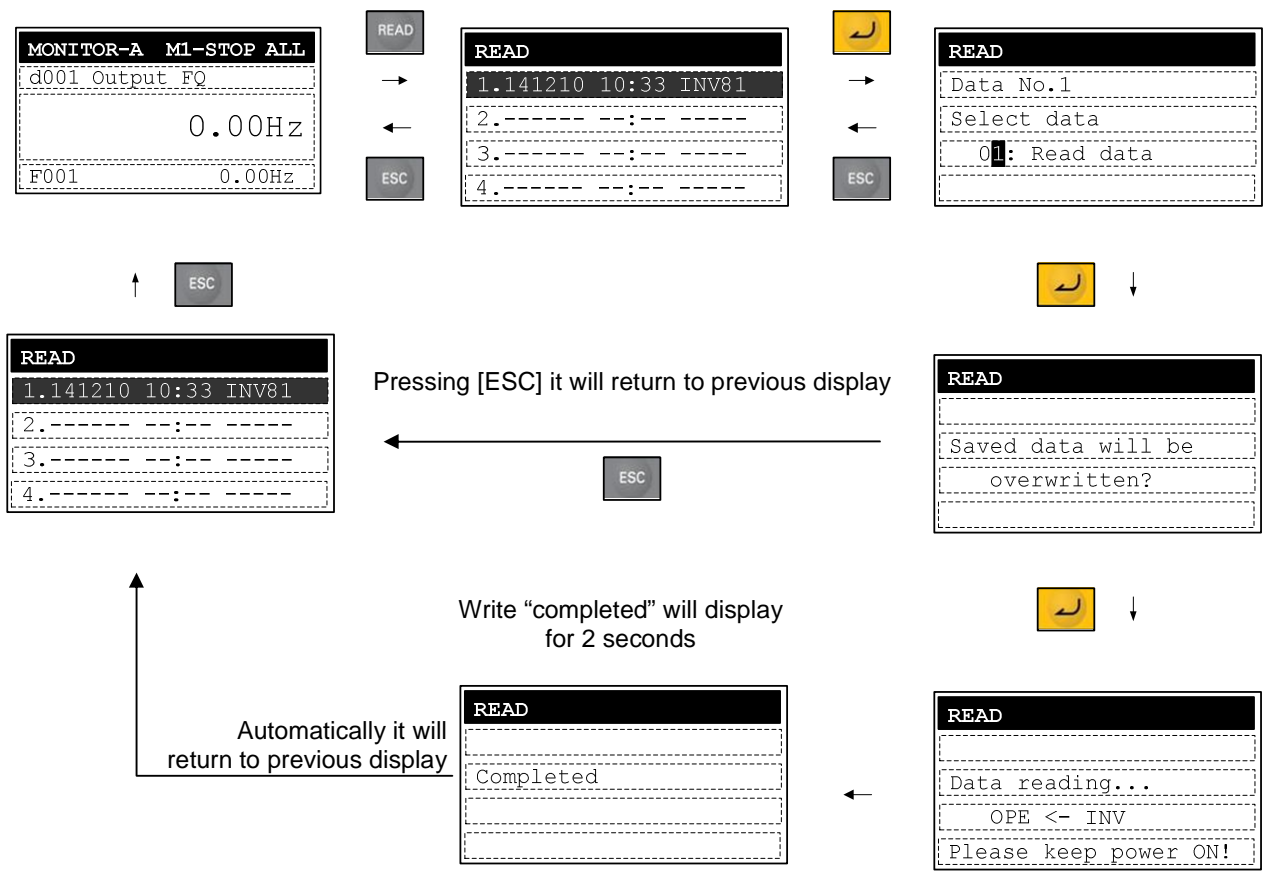 MONITOR-A M1-STOP ALL
d001 Output FQ
0.00Hz
F001 0.00Hz
READ
ESC
READ
1.141210 10:33 INV81
2.------ --:-- -----
3.------ --:-- -----
4.------ --:-- -----
ESC
READ
Data No.1
Select data
01: Read data
ESC
READ
1.141210 10:33 INV81
2.------ --:-- -----
3.------ --:-- -----
4.------ --:-- -----
Pressing [ESC] it will return to previous display
ESC
READ
Saved data will be
overwritten?
Write “completed” will display
for 2 seconds
Automatically it will
return to previous display
READ
Completed
READ
Data reading...
OPE <- INV
Please keep power ON!